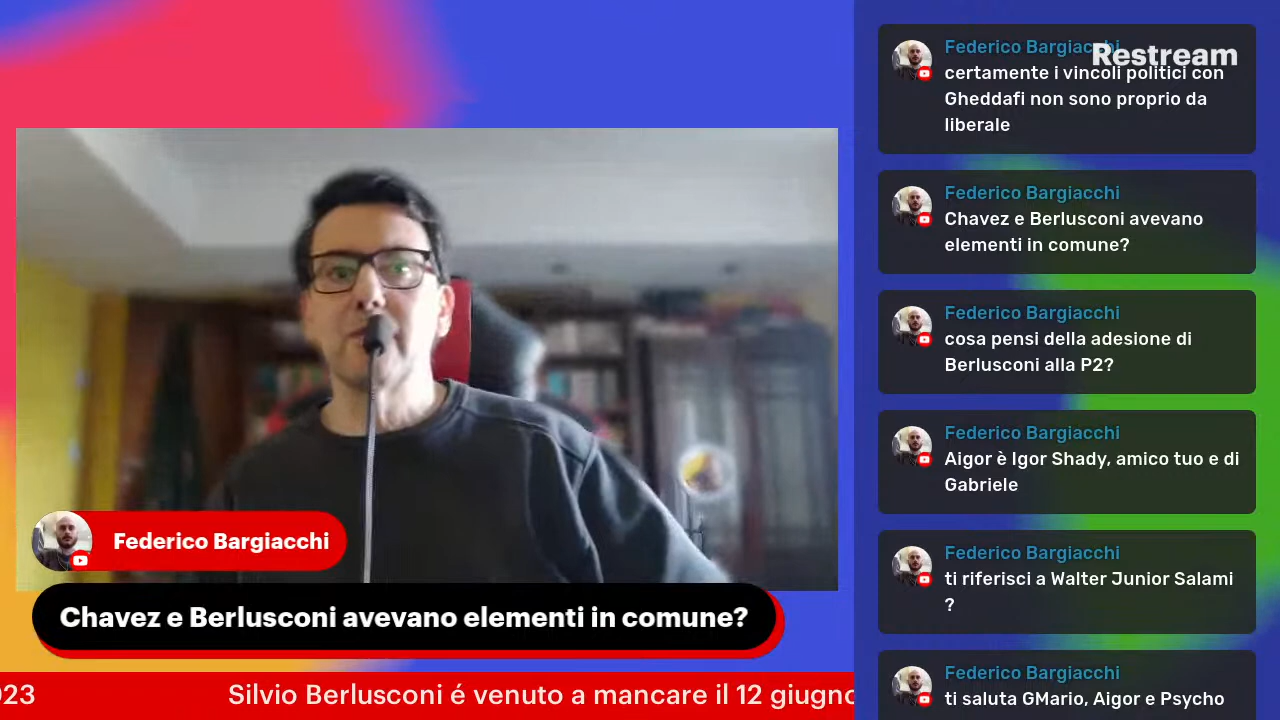 Federico Bargiacchi
Chavez e Berlusconi avevano elementi in comune?
023
Silvio Berlusconi é venuto a mancare il 12 giugno
Restream
Federico Bargiacchi
certamente i vincoli politici con
Gheddafi non sono proprio da
liberale
Federico Bargiacchi
Chavez e Berlusconi avevano
elementi in comune?
Federico Bargiacchi
cosa pensi della adesione di
Berlusconi alla P2?
Federico Bargiacchi
Aigor è Igor Shady, amico tuo e di
Gabriele
Federico Bargiacchi
ti riferisci a Walter Junior Salami
?
Federico Bargiacchi
ti saluta GMario, Aigor e Psycho